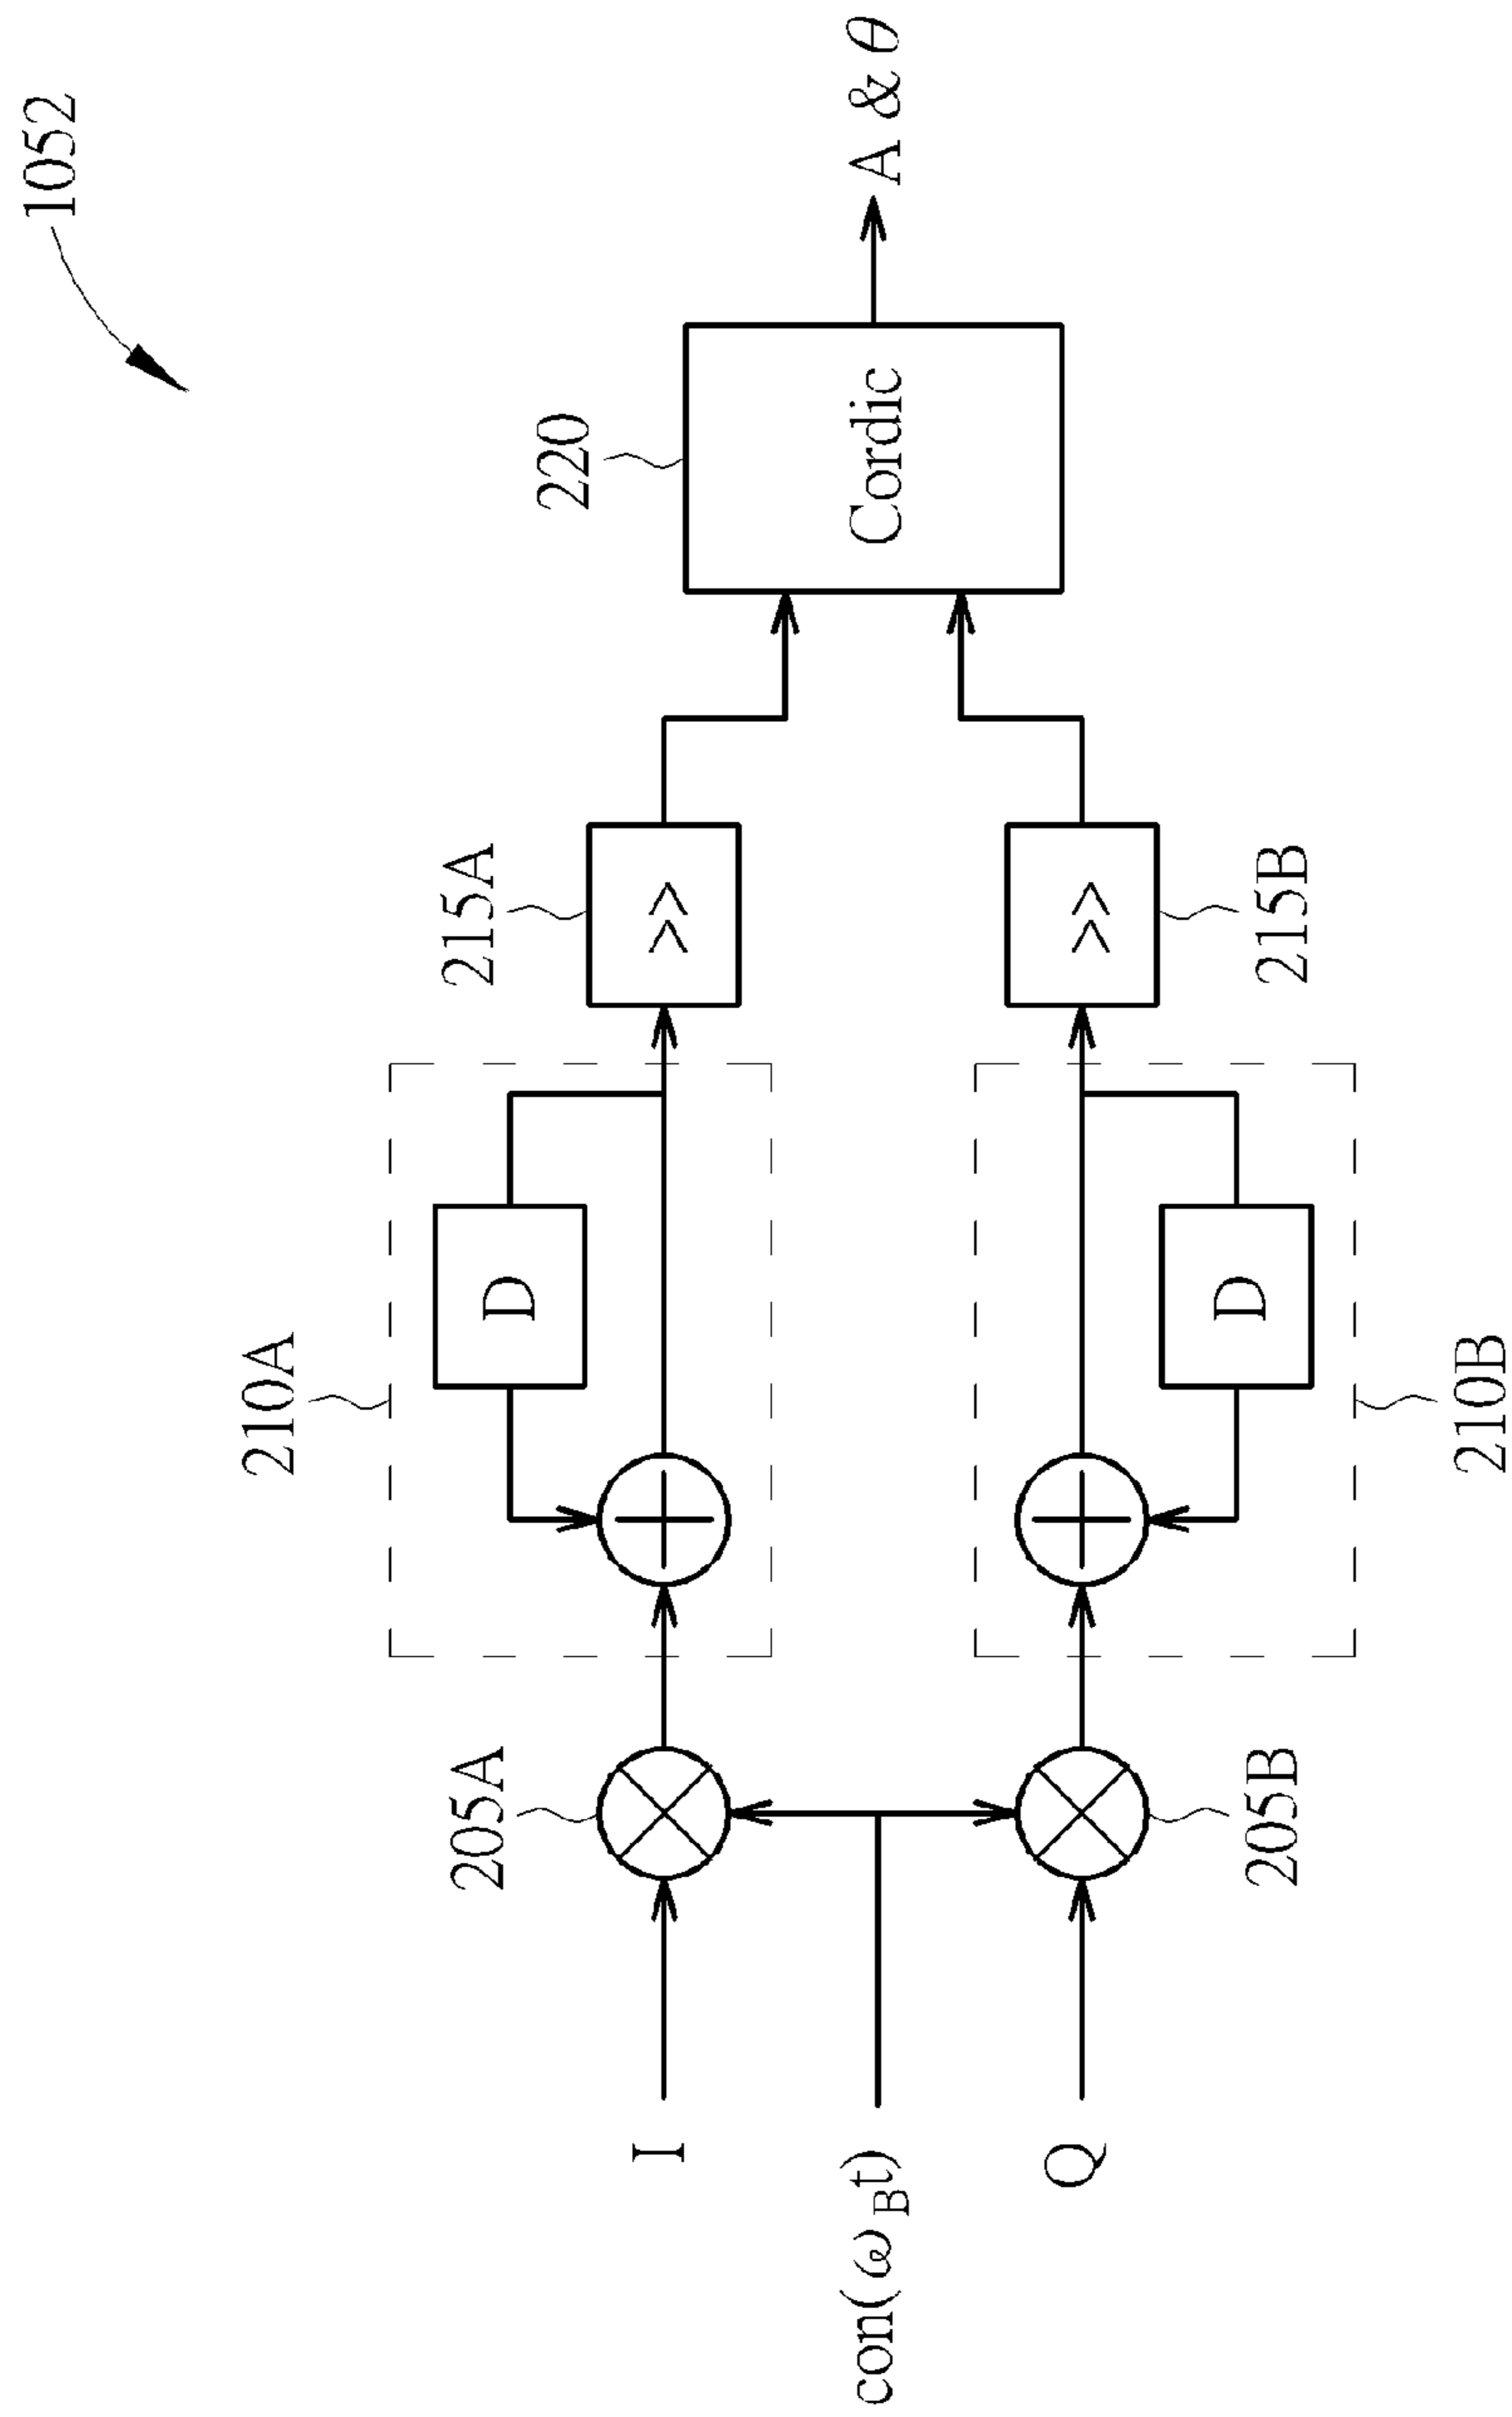 1052
220
Cordic
A & θ
215A
>>
215B
>>
210A
D
210B
D
205A
205B
I
con(ωBt)
Q